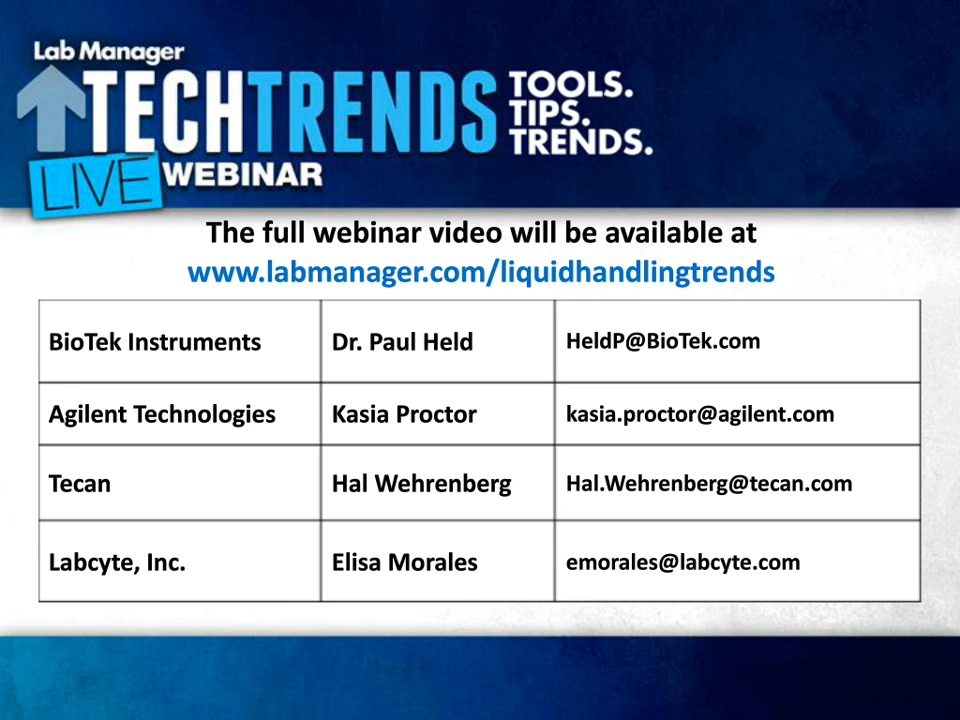 Lab Manager
TECHTRENDS TOOLS. TIPS. TRENDS.
LIVE WEBINAR
The full webinar video will be available at
www.labmanager.com/liquidhandlingtrends
BioTek Instruments Dr. Paul Held HeldP@BioTek.com
Agilent Technologies Kasia Proctor kasia.proctor@agilent.com
Tecan Hal Wehrenberg Hal.Wehrenberg@tecan.com
Labcyte, Inc. Elisa Morales emorales@labcyte.com